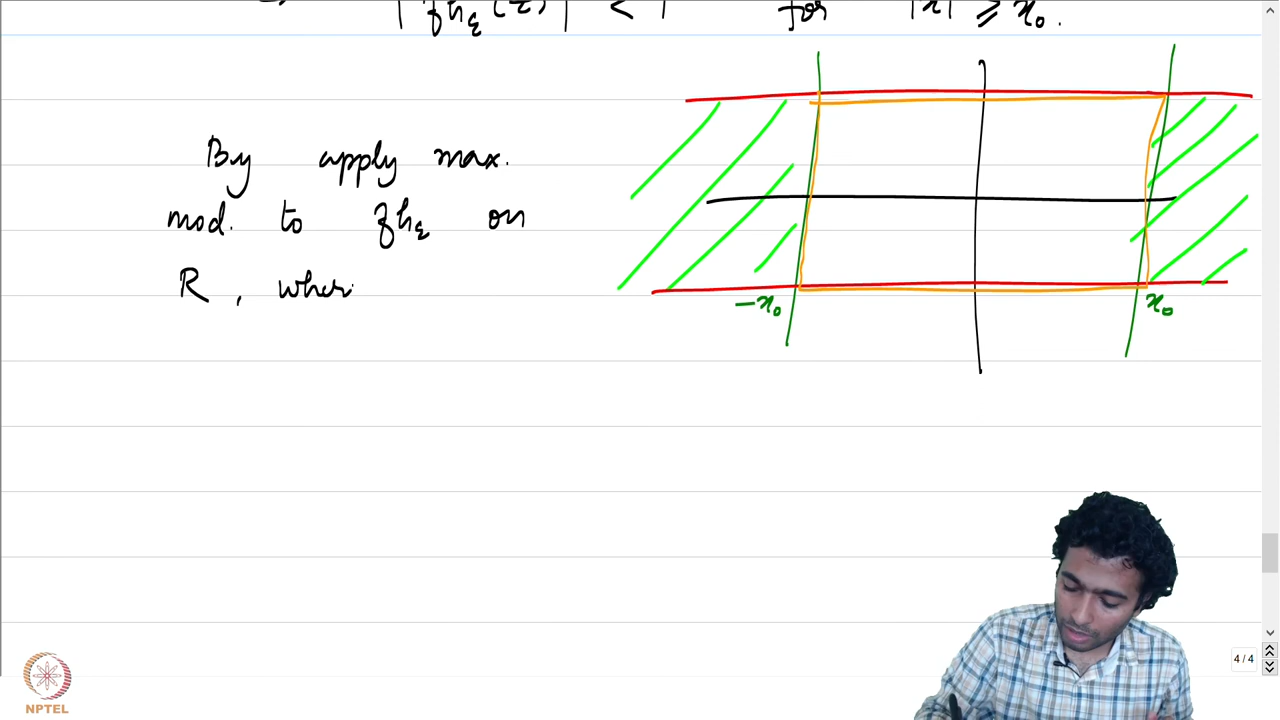 |fh_ε(z)| < 1 for |x| ≥ x₀.
By apply max.
mod. to fh_ε on
R, wher
-x₀
x₀
4 / 4
NPTEL